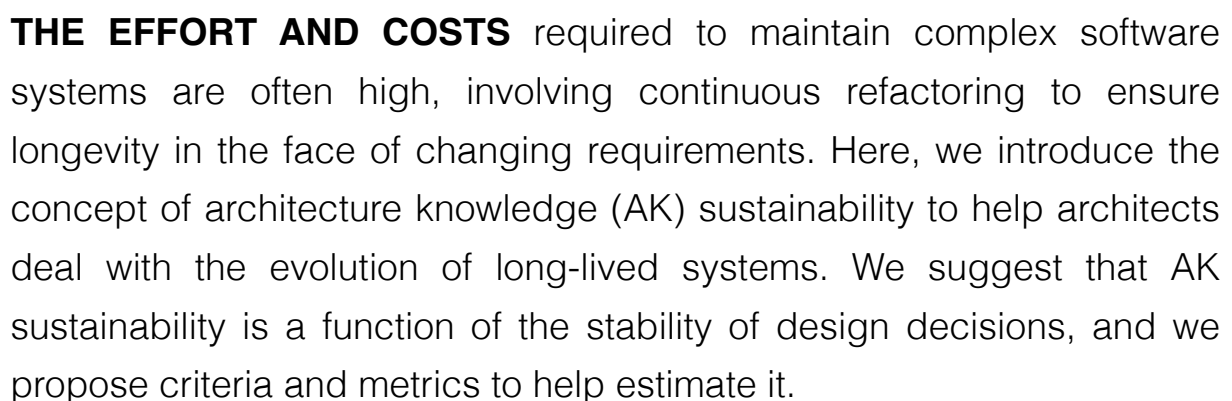 THE EFFORT AND COSTS required to maintain complex software
systems are often high, involving continuous refactoring to ensure
longevity in the face of changing requirements. Here, we introduce the
concept of architecture knowledge (AK) sustainability to help architects
deal with the evolution of long-lived systems. We suggest that AK
sustainability is a function of the stability of design decisions, and we
propose criteria and metrics to help estimate it.